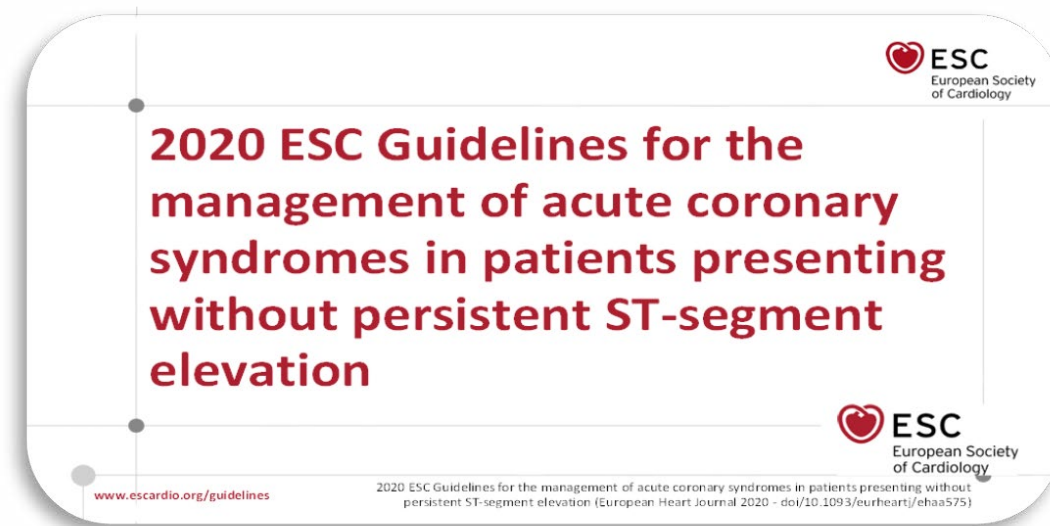 ESC
European Society
of Cardiology
2020 ESC Guidelines for the
management of acute coronary
syndromes in patients presenting
without persistent ST-segment
elevation
ESC
European Society
of Cardiology
www.escardio.org/guidelines
2020 ESC Guidelines for the management of acute coronary syndromes in patients presenting without
persistent ST-segment elevation (European Heart Journal 2020 - doi/10.1093/eurheartj/ehaa575)